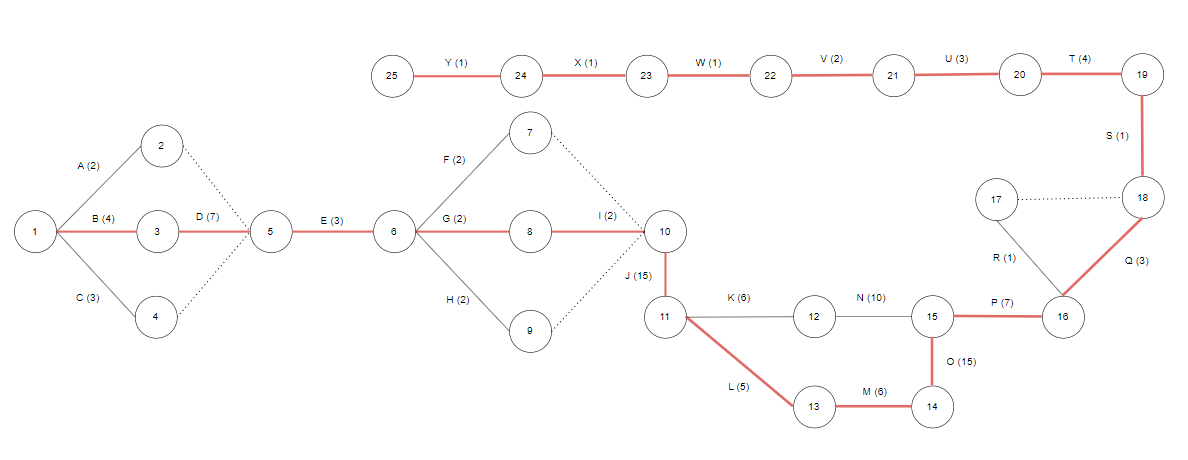 25
Y (1)
24
X (1)
23
W (1)
22
V (2)
21
U (3)
20
T (4)
19
S (1)
1
A (2)
2
B (4)
3
D (7)
C (3)
4
5
E (3)
6
F (2)
7
G (2)
8
I (2)
H (2)
9
10
J (15)
11
K (6)
12
N (10)
15
L (5)
13
M (6)
14
O (15)
P (7)
16
R (1)
17
Q (3)
18